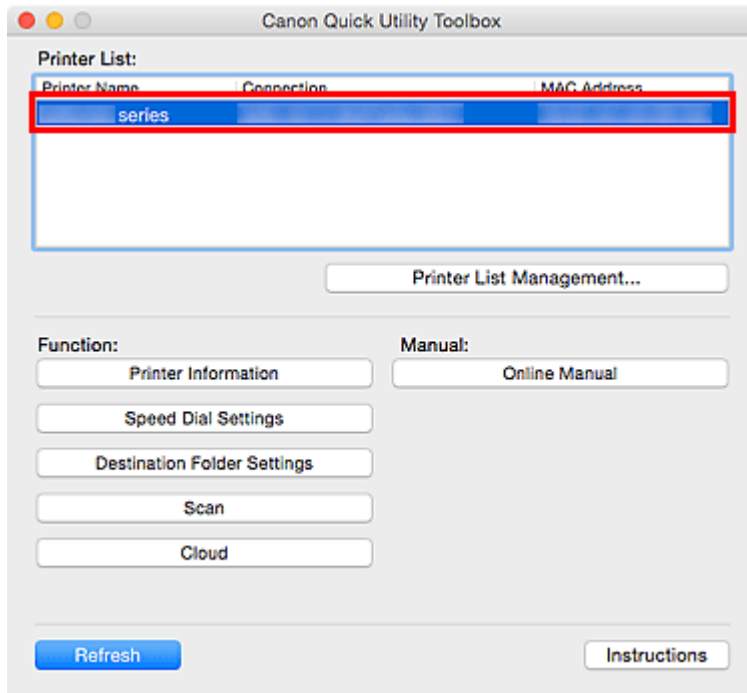 Canon Quick Utility Toolbox
Printer List:
Printer Name Connection MAC Address
series
Printer List Management...
Function: Manual:
Printer Information Online Manual
Speed Dial Settings
Destination Folder Settings
Scan
Cloud
Refresh Instructions